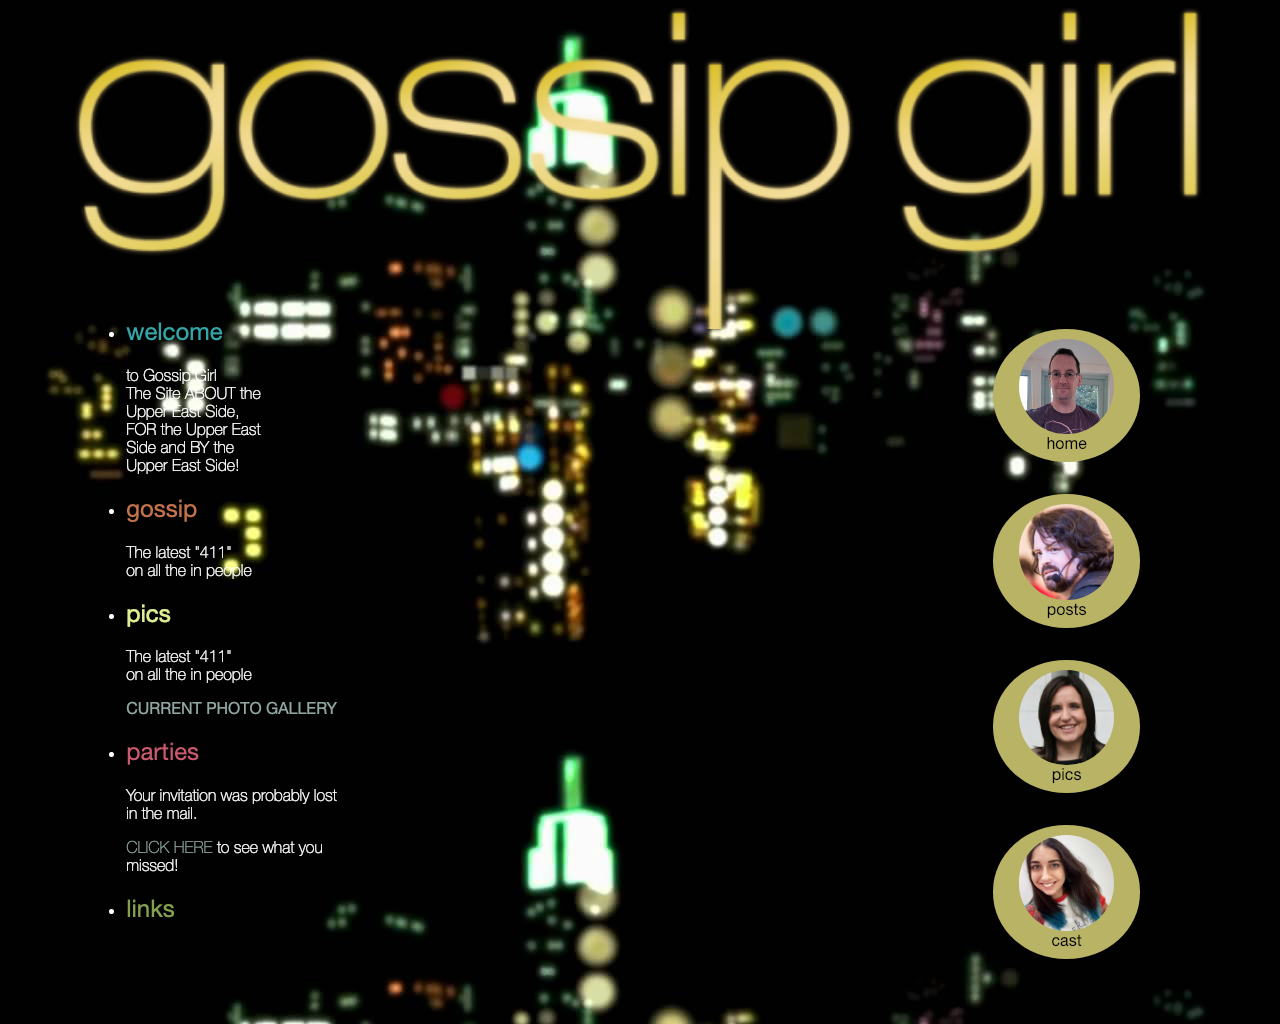 gossip girl
welcome
to Gossip Girl
The Site ABOUT the
Upper East Side,
FOR the Upper East
Side and BY the
Upper East Side!
gossip
The latest "411"
on all the in people
pics
The latest "411"
on all the in people
CURRENT PHOTO GALLERY
parties
Your invitation was probably lost
in the mail.
CLICK HERE to see what you
missed!
links
home
posts
pics
cast